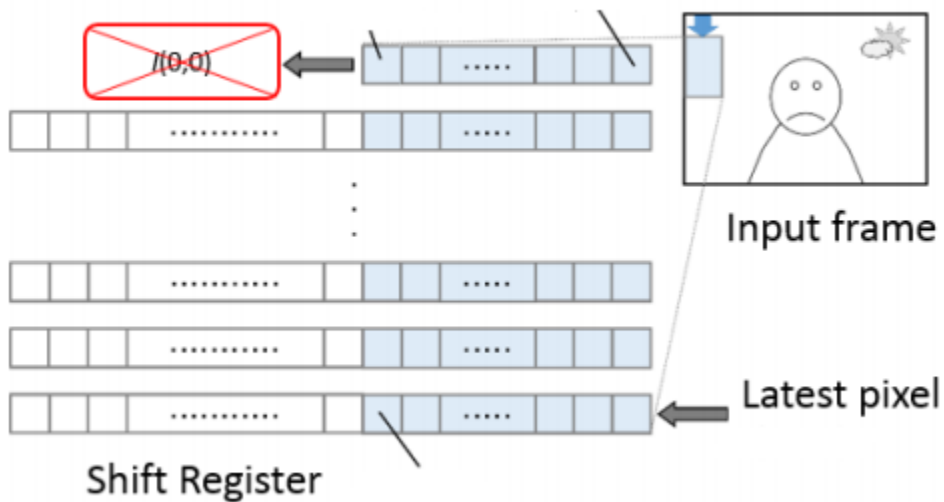 I(0,0)
Input frame
Latest pixel
Shift Register